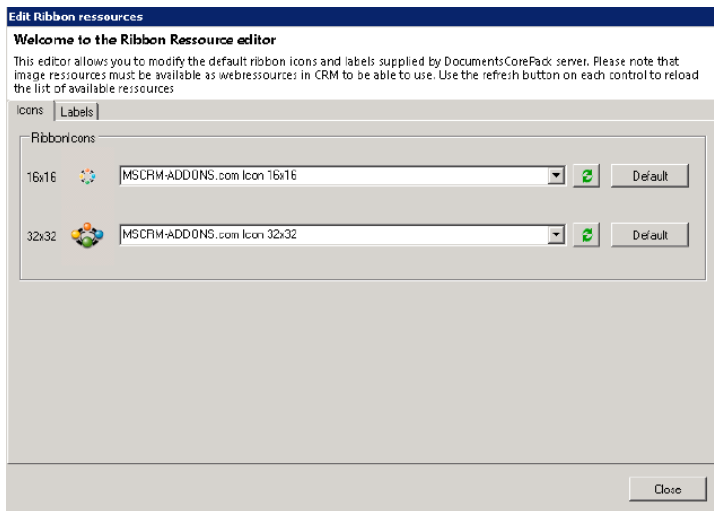 Edit Ribbon ressources
Welcome to the Ribbon Ressource editor
This editor allows you to modify the default ribbon icons and labels supplied by DocumentsCorePack server. Please note that
image ressources must be available as webressources in CRM to be able to use. Use the refresh button on each control to reload
the list of available ressources
Icons Labels
Ribbonicons
16x16 MSCRM-ADDONS.com Icon 16x16 Default
32x32 MSCRM-ADDONS.com Icon 32x32 Default
Close